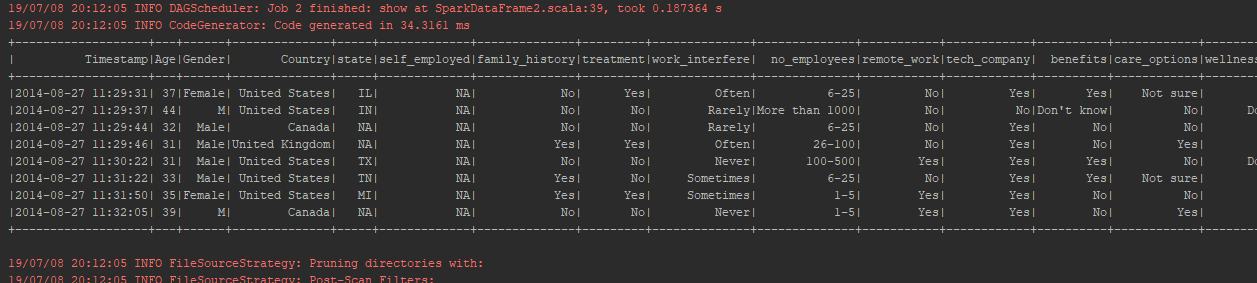 19/07/08 20:12:05 INFO DAGScheduler: Job 2 finished: show at SparkDataFrame2.scala:39, took 0.187364 s
19/07/08 20:12:05 INFO CodeGenerator: Code generated in 34.3161 ms
+-------------------+---+------+--------------+-----+-------------+--------------+---------+--------------+--------------+-----------+------------+----------+------------+--------
|          Timestamp|Age|Gender|       Country|state|self_employed|family_history|treatment|work_interfere|  no_employees|remote_work|tech_company|  benefits|care_options|wellness
+-------------------+---+------+--------------+-----+-------------+--------------+---------+--------------+--------------+-----------+------------+----------+------------+--------
|2014-08-27 11:29:31| 37|Female| United States|   IL|           NA|            No|      Yes|         Often|          6-25|         No|         Yes|       Yes|    Not sure|
|2014-08-27 11:29:37| 44|     M| United States|   IN|           NA|            No|       No|        Rarely|More than 1000|         No|          No|Don't know|          No|      Do
|2014-08-27 11:29:44| 32|  Male|        Canada|   NA|           NA|            No|       No|        Rarely|          6-25|         No|         Yes|        No|          No|
|2014-08-27 11:29:46| 31|  Male|United Kingdom|   NA|           NA|           Yes|      Yes|         Often|        26-100|         No|         Yes|        No|         Yes|
|2014-08-27 11:30:22| 31|  Male| United States|   TX|           NA|            No|       No|         Never|       100-500|        Yes|         Yes|       Yes|          No|      Do
|2014-08-27 11:31:22| 33|  Male| United States|   TN|           NA|           Yes|       No|     Sometimes|          6-25|         No|         Yes|       Yes|    Not sure|
|2014-08-27 11:31:50| 35|Female| United States|   MI|           NA|           Yes|      Yes|     Sometimes|           1-5|        Yes|         Yes|        No|          No|
|2014-08-27 11:32:05| 39|     M|        Canada|   NA|           NA|            No|       No|         Never|           1-5|        Yes|         Yes|        No|         Yes|
+-------------------+---+------+--------------+-----+-------------+--------------+---------+--------------+--------------+-----------+------------+----------+------------+--------
19/07/08 20:12:05 INFO FileSourceStrategy: Pruning directories with:
19/07/08 20:12:05 INFO FileSourceStrategy: Post-Scan Filters: